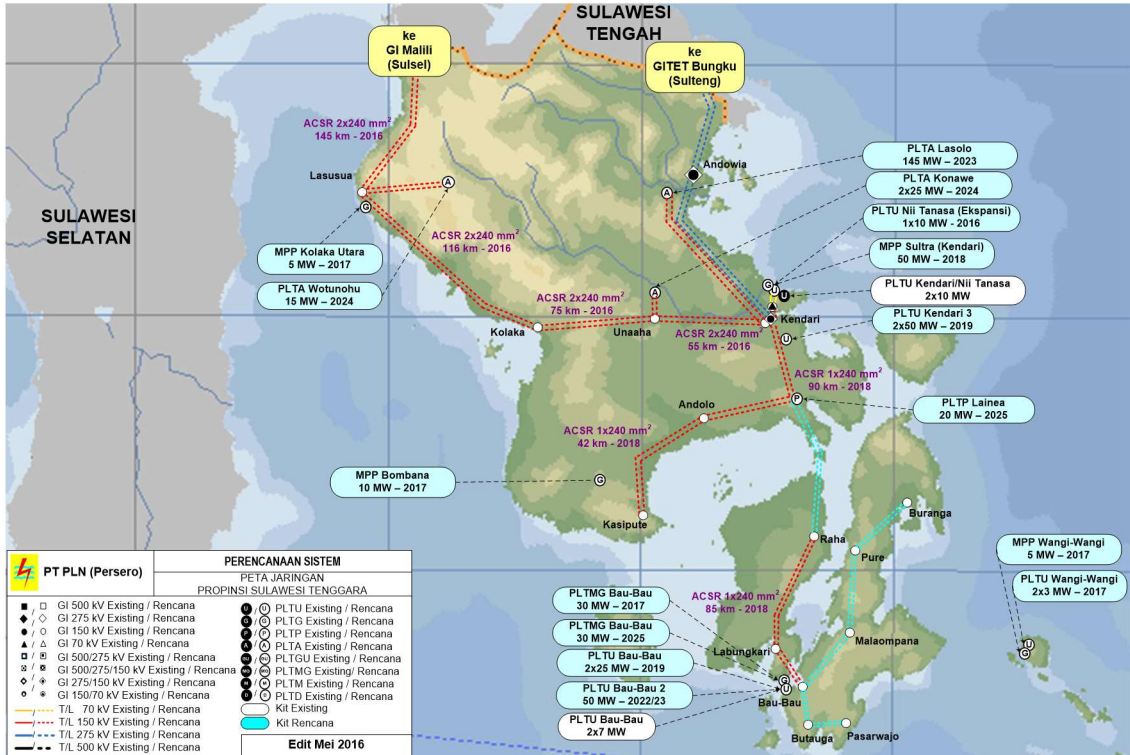 SULAWESI
TENGAH
ke
GI Malili
(Sulsel)
ke
GITET Bungku
(Sulteng)
ACSR 2x240 mm²
145 km - 2016
Andowia
PLTA Lasolo
145 MW – 2023
PLTA Konawe
2x25 MW – 2024
Lasusua
A
A
G
SULAWESI
SELATAN
PLTU Nii Tanasa (Ekspansi)
1x10 MW - 2016
ACSR 2x240 mm²
116 km - 2016
MPP Kolaka Utara
5 MW – 2017
MPP Sultra (Kendari)
50 MW – 2018
PLTA Wotunohu
15 MW – 2024
A
G
U
U
PLTU Kendari/Nii Tanasa
2x10 MW
ACSR 2x240 mm²
75 km - 2016
Kolaka
Unaaha
Kendari
PLTU Kendari 3
2x50 MW – 2019
ACSR 2x240 mm²
55 km - 2016
U
ACSR 1x240 mm²
90 km - 2018
P
PLTP Lainea
20 MW – 2025
Andolo
ACSR 1x240 mm²
42 km - 2018
MPP Bombana
10 MW – 2017
G
Kasipute
Buranga
Raha
Pure
MPP Wangi-Wangi
5 MW – 2017
PLTU Wangi-Wangi
2x3 MW – 2017
U
G
ACSR 1x240 mm²
85 km - 2018
PLTMG Bau-Bau
30 MW – 2017
PLTMG Bau-Bau
30 MW – 2025
PLTU Bau-Bau
2x25 MW – 2019
PLTU Bau-Bau 2
50 MW – 2022/23
PLTU Bau-Bau
2x7 MW
Malaompana
Labungkari
G
U
Bau-Bau
Butauga
Pasarwajo
PT PLN (Persero)
PERENCANAAN SISTEM
PETA JARINGAN
PROPINSI SULAWESI TENGGARA
GI 500 kV Existing / Rencana
GI 275 kV Existing / Rencana
GI 150 kV Existing / Rencana
GI 70 kV Existing / Rencana
GI 500/275 kV Existing / Rencana
GI 500/275/150 kV Existing / Rencana
GI 275/150 kV Existing / Rencana
GI 150/70 kV Existing / Rencana
T/L 70 kV Existing / Rencana
T/L 150 kV Existing / Rencana
T/L 275 kV Existing / Rencana
T/L 500 kV Existing / Rencana
U / U PLTU Existing / Rencana
G / G PLTG Existing / Rencana
P / P PLTP Existing / Rencana
A / A PLTA Existing / Rencana
GU / GU PLTGU Existing / Rencana
MG / MG PLTMG Existing / Rencana
M / M PLTM Existing / Rencana
D / D PLTD Existing / Rencana
Kit Existing
Kit Rencana
Edit Mei 2016